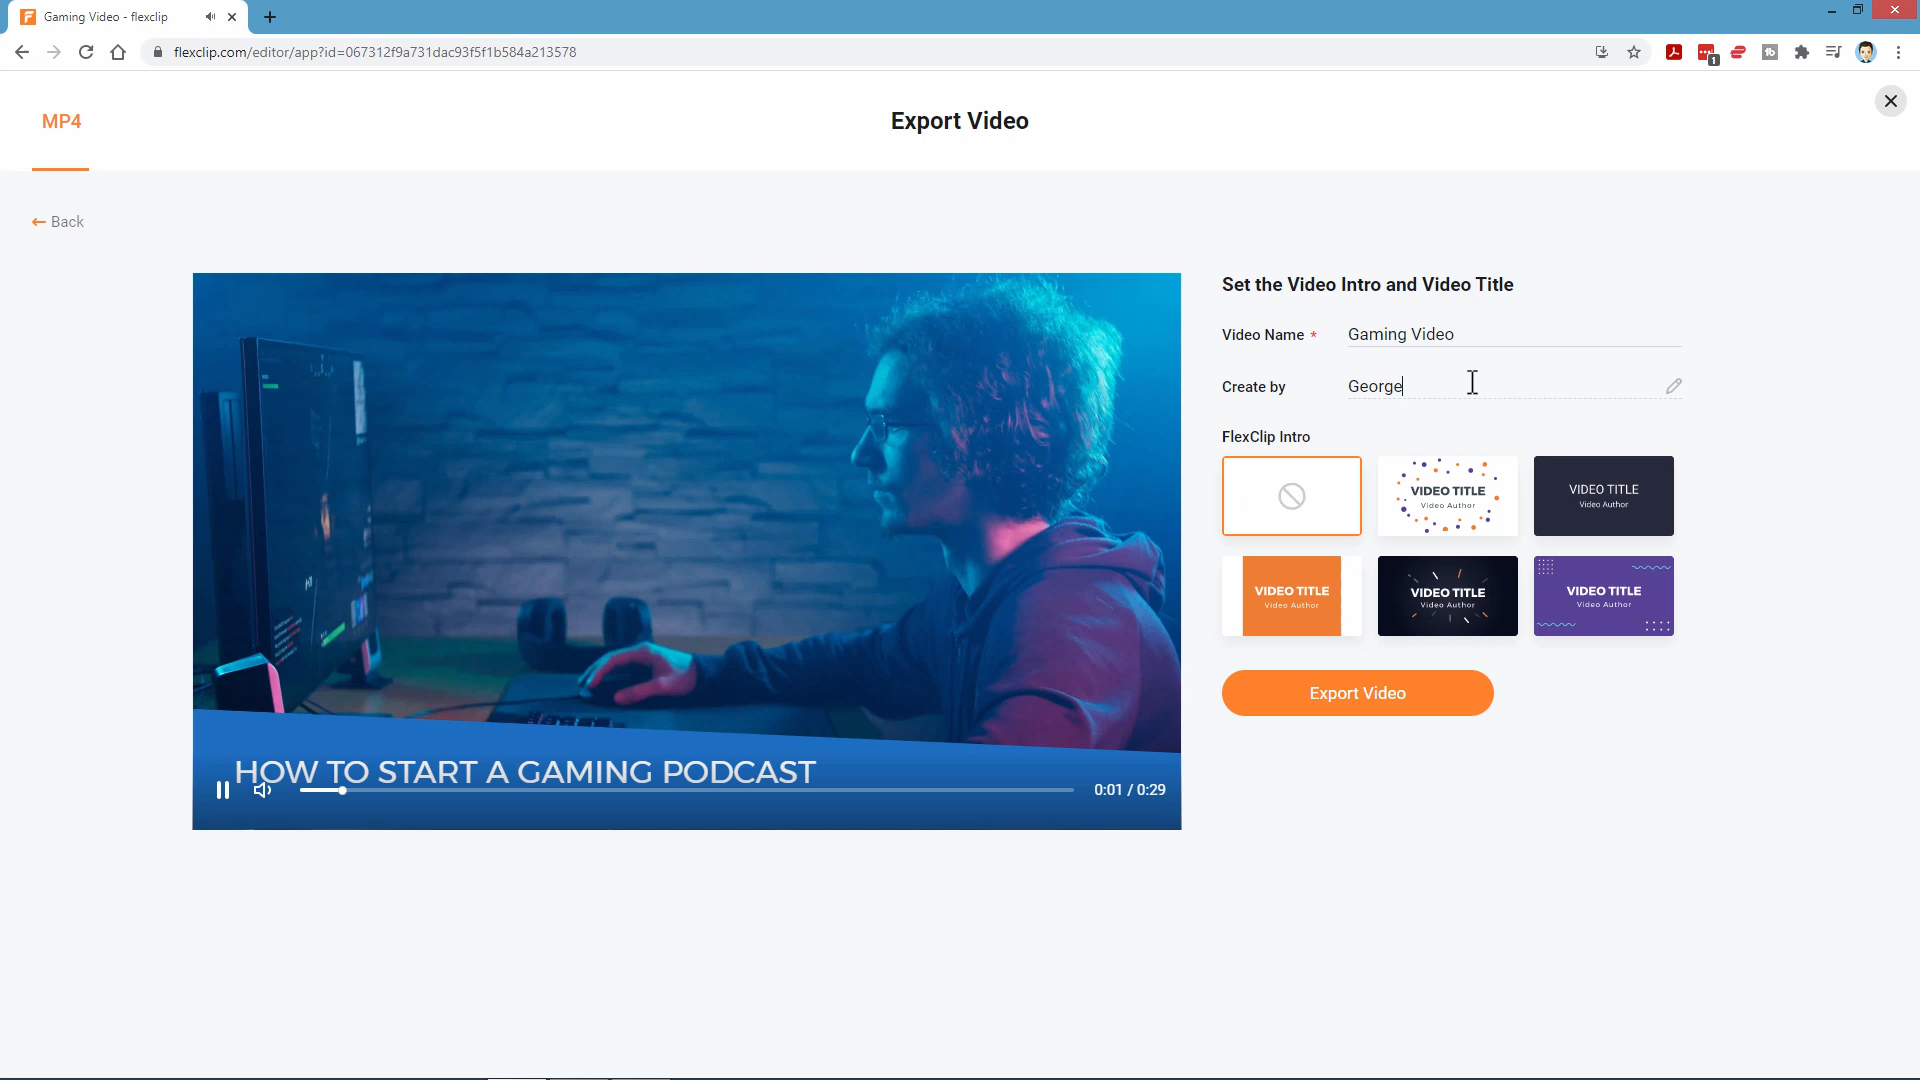 Gaming Video - flexclip
flexclip.com/editor/app?id=067312f9a731dac93f5f1b584a213578
1
MP4
Export Video
← Back
Set the Video Intro and Video Title
Video Name * Gaming Video
Create by George
FlexClip Intro
VIDEO TITLE
Video Author
VIDEO TITLE
Video Author
VIDEO TITLE
Video Author
VIDEO TITLE
Video Author
VIDEO TITLE
Video Author
Export Video
HOW TO START A GAMING PODCAST
0:01 / 0:29